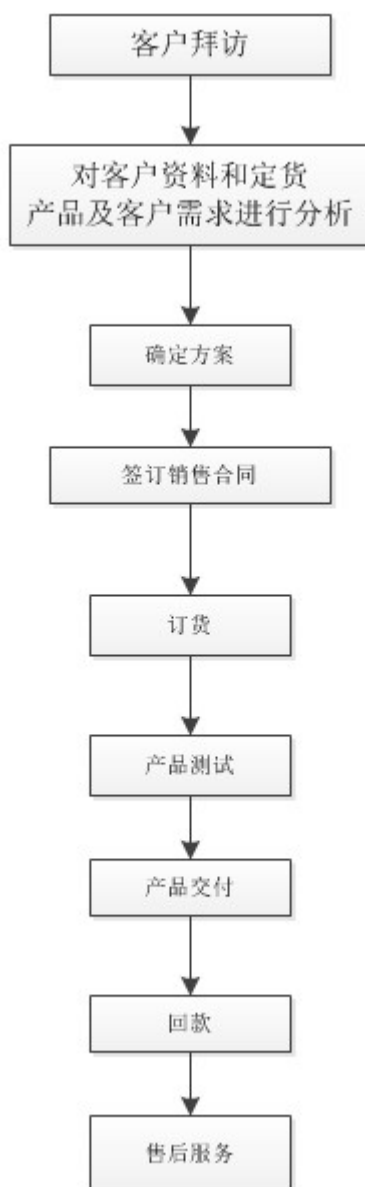 客户拜访
对客户资料和定货
产品及客户需求进行分析
确定方案
签订销售合同
订货
产品测试
产品交付
回款
售后服务